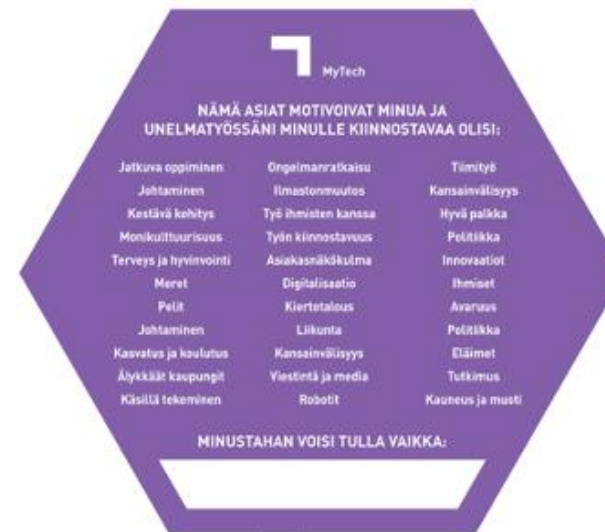 MyTech
NÄMÄ ASIAT MOTIVOIVAT MINUA JA
UNELMATYÖSSÄNI MINULLE KIINNOSTAVAA OLISI:
Jatkuva oppiminen Ongelmanratkaisu Tiimityö
Johtaminen Ilmastonmuutos Kansainvälisyys
Kestävä kehitys Työ ihmisten kanssa Hyvä palkka
Monikulttuurisuus Työn kiinnostavuus Politiikka
Terveys ja hyvinvointi Asiakasnäkökulma Innovaatiot
Meret Digitalisaatio Ihmiset
Pelit Kiertotalous Avaruus
Johtaminen Liikunta Politiikka
Kasvatus ja koulutus Kansainvälisyys Eläimet
Älykkäät kaupungit Viestintä ja media Tutkimus
Käsillä tekeminen Robotit Kauneus ja muoti
MINUSTAHAN VOISI TULLA VAIKKA: